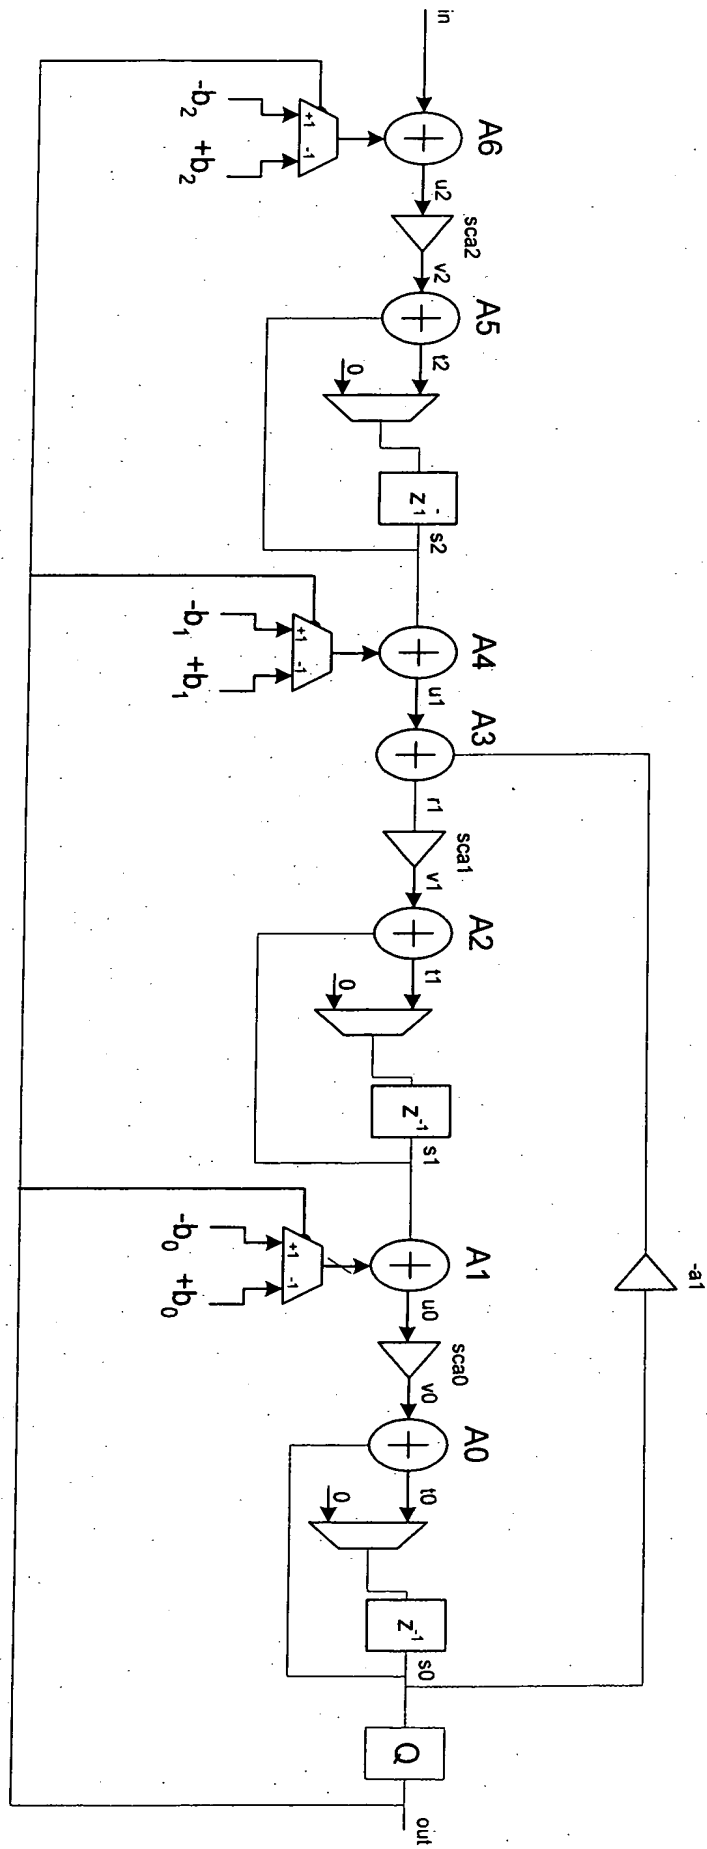 in
A6
-b2 +b2
+1 -1
u2
sca2
v2
A5
t2
0
z-1
s2
A4
-b1 +b1
+1 -1
u1
A3
r1
sca1
v1
A2
t1
0
z-1
s1
A1
-b0 +b0
+1 -1
u0
-a1
sca0
v0
A0
t0
0
z-1
s0
Q
out